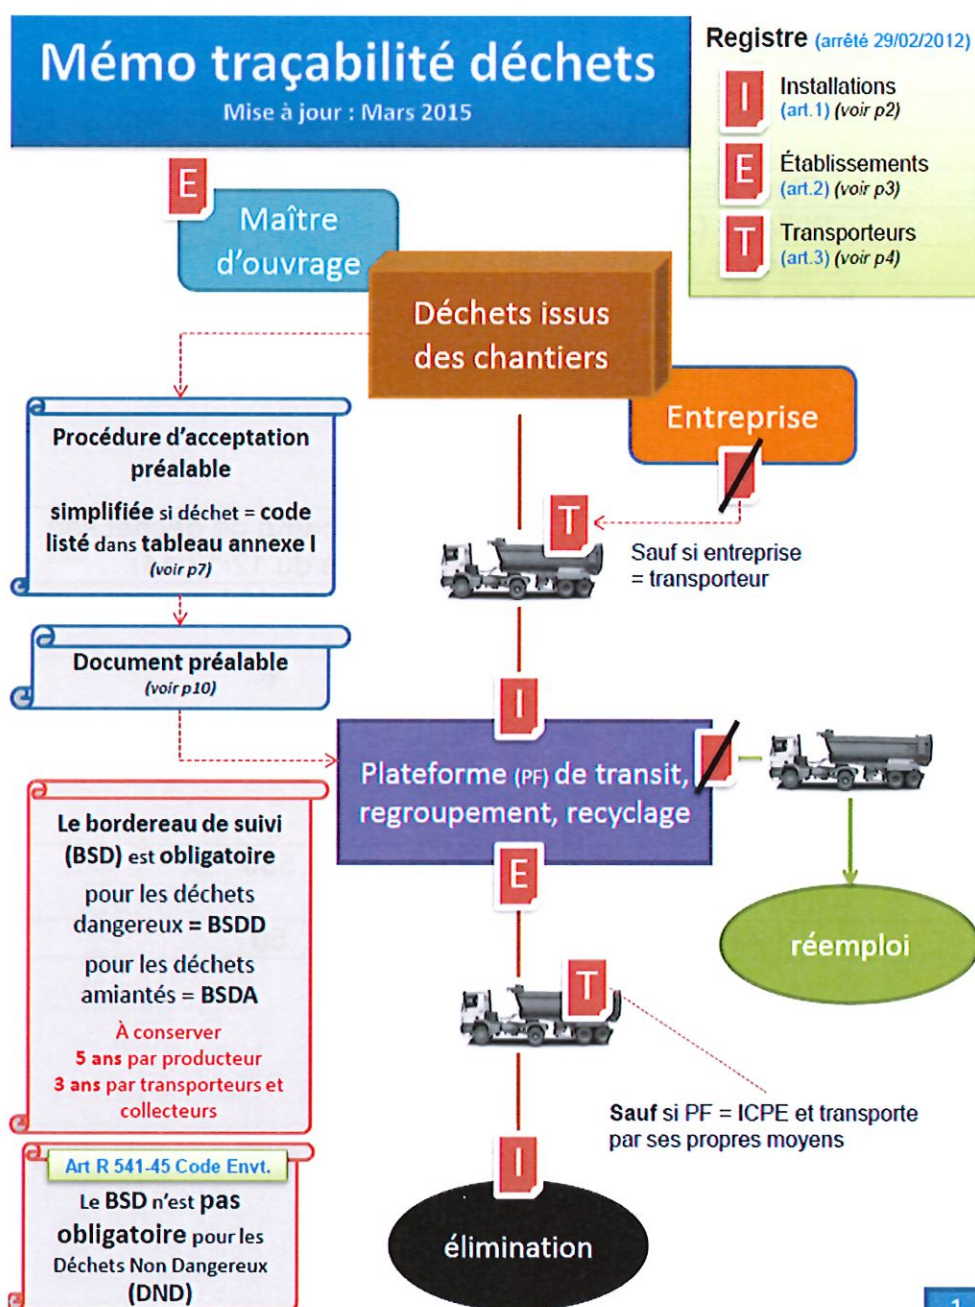 Mémo traçabilité déchets
Mise à jour : Mars 2015
Registre (arrêté 29/02/2012)
I
Installations
(art.1) (voir p2)
E
Établissements
(art.2) (voir p3)
T
Transporteurs
(art.3) (voir p4)
E
Maître
d'ouvrage
Déchets issus
des chantiers
Entreprise
T
Sauf si entreprise
= transporteur
Procédure d'acceptation
préalable
simplifiée si déchet = code
listé dans tableau annexe I
(voir p7)
Document préalable
(voir p10)
I
Plateforme (PF) de transit,
regroupement, recyclage
E
réemploi
Le bordereau de suivi
(BSD) est obligatoire
pour les déchets
dangereux = BSDD
pour les déchets
amiantés = BSDA
À conserver
5 ans par producteur
3 ans par transporteurs et
collecteurs
T
Sauf si PF = ICPE et transporte
par ses propres moyens
I
élimination
Art R 541-45 Code Envt.
Le BSD n'est pas
obligatoire pour les
Déchets Non Dangereux
(DND)
1